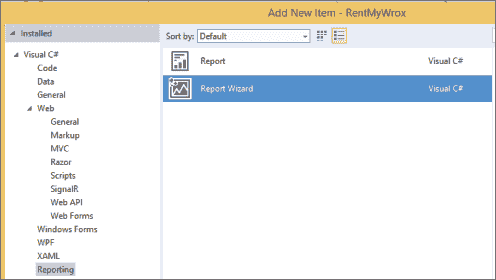 Add New Item - RentMyWrox
Installed
Sort by: Default
Visual C#
Code
Data
General
Web
General
Markup
MVC
Razor
Scripts
SignalR
Web API
Web Forms
Windows Forms
WPF
XAML
Reporting
Report Visual C#
Report Wizard Visual C#